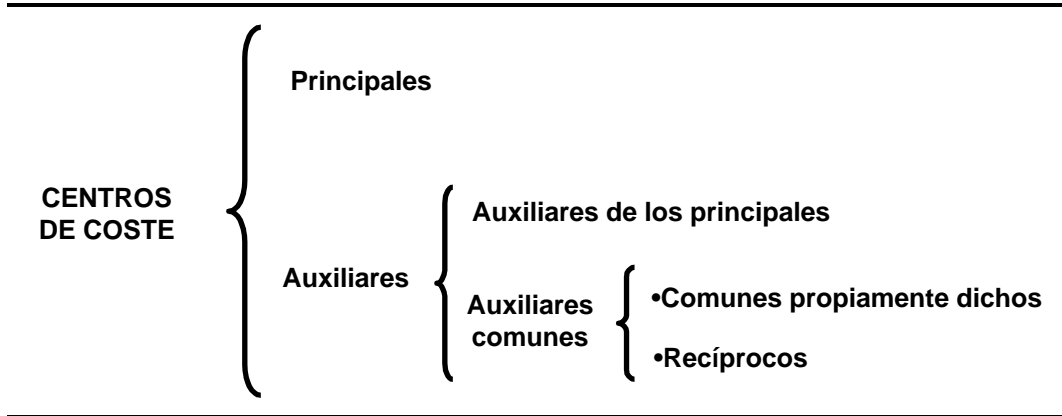 Principales
CENTROS
DE COSTE
Auxiliares
Auxiliares de los principales
Auxiliares
comunes
•Comunes propiamente dichos
•Recíprocos